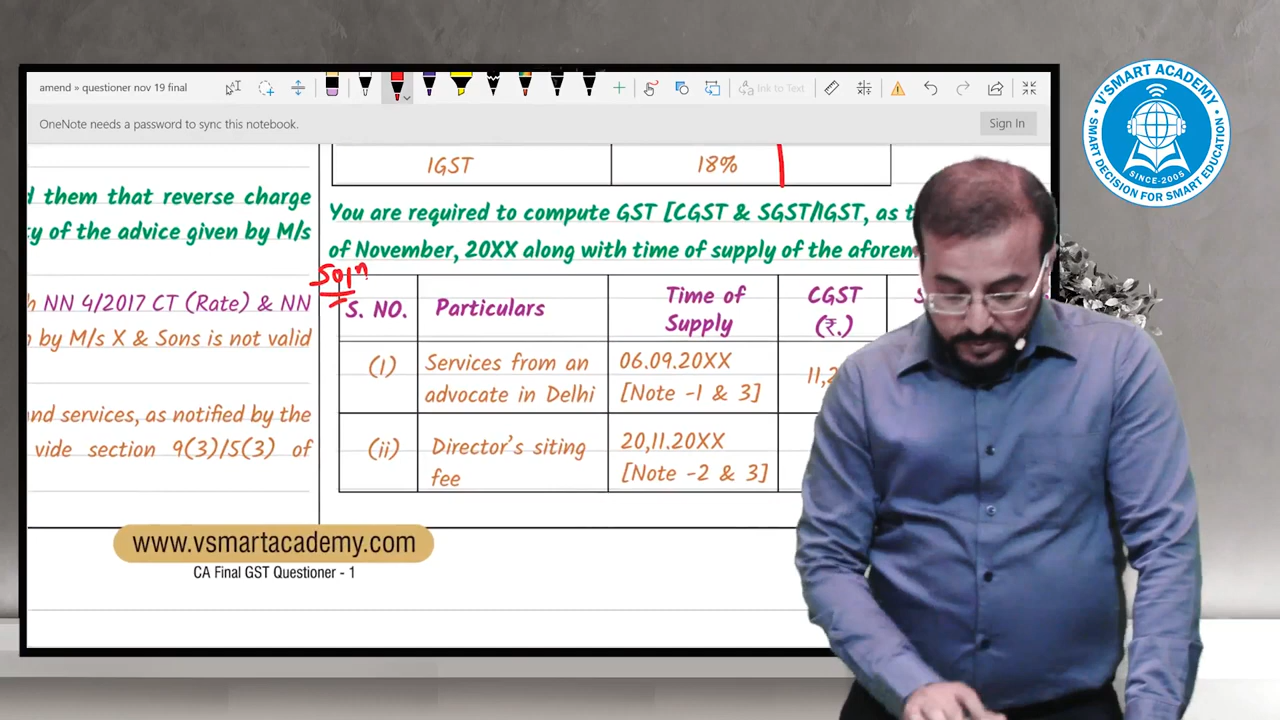 amend » questioner nov 19 final
Ink to Text
OneNote needs a password to sync this notebook.
Sign In
d them that reverse charge
ty of the advice given by M/s
NN 4/2017 CT (Rate) & NN
by M/s X & Sons is not valid
and services, as notified by the
vide section 9(3)/5(3) of
IGST 18%
You are required to compute GST [CGST & SGST/IGST, as
of November, 20XX along with time of supply of the
Soln
S. NO. Particulars Time of Supply CGST (₹.)
(I) Services from an advocate in Delhi 06.09.20XX [Note -1 & 3] 11,2
(ii) Director's siting fee 20,11.20XX [Note -2 & 3]
www.vsmartacademy.com
CA Final GST Questioner - 1
V'SMART ACADEMY
SMART DECISION FOR SMART EDUCATION
SINCE-2005